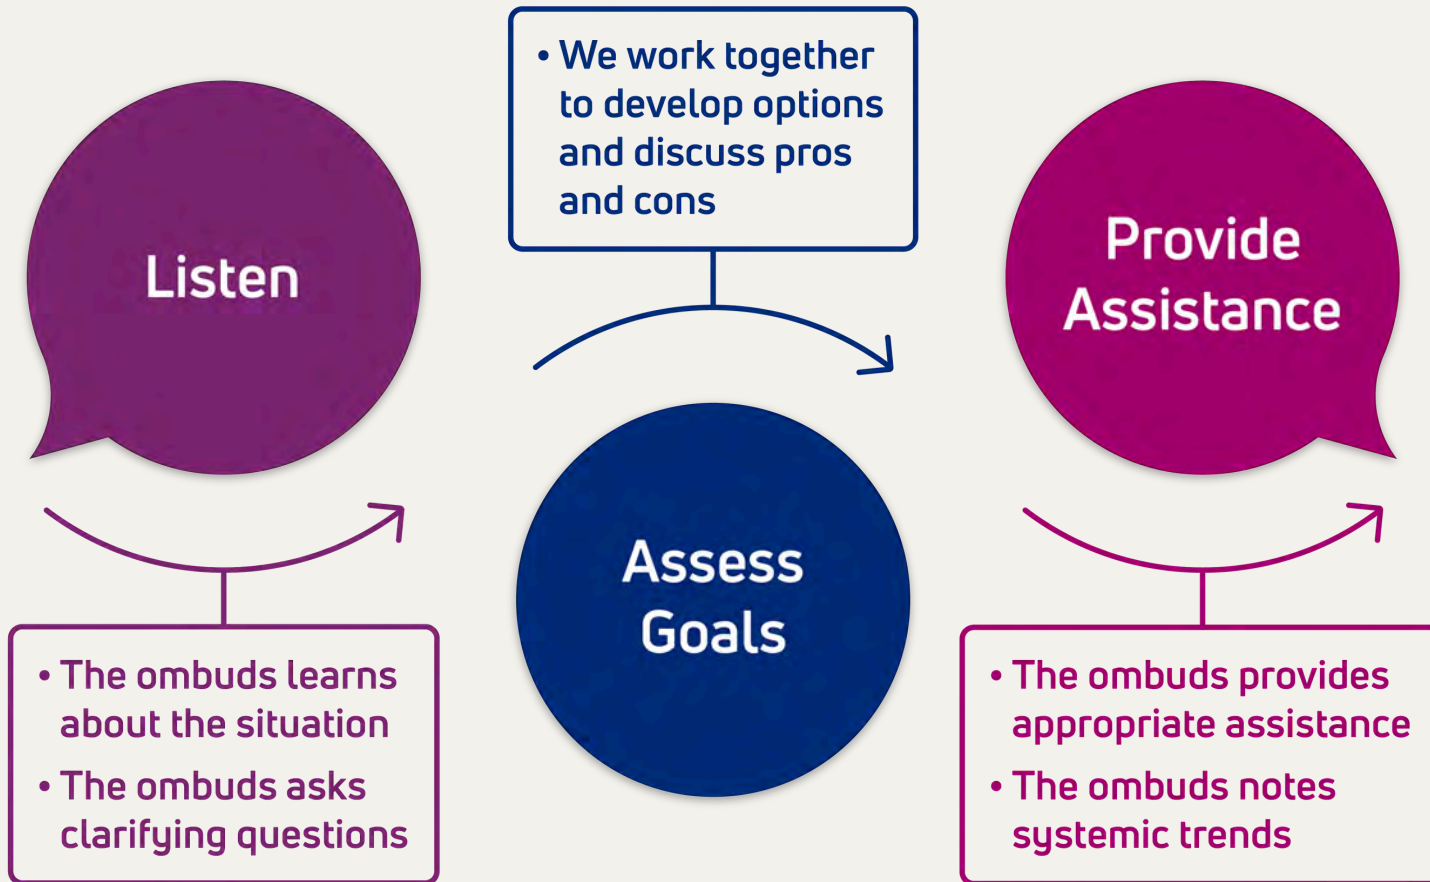 Listen
• The ombuds learns
about the situation
• The ombuds asks
clarifying questions
• We work together
to develop options
and discuss pros
and cons
Assess
Goals
Provide
Assistance
• The ombuds provides
appropriate assistance
• The ombuds notes
systemic trends